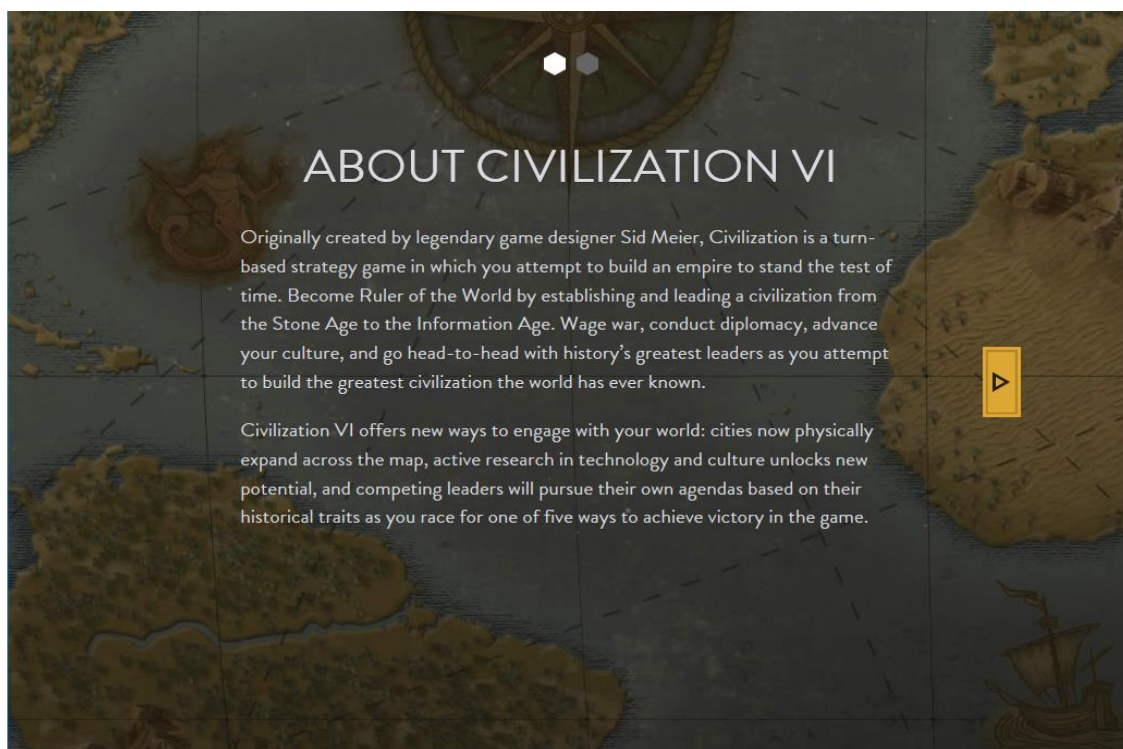 ABOUT CIVILIZATION VI
Originally created by legendary game designer Sid Meier, Civilization is a turn-
based strategy game in which you attempt to build an empire to stand the test of
time. Become Ruler of the World by establishing and leading a civilization from
the Stone Age to the Information Age. Wage war, conduct diplomacy, advance
your culture, and go head-to-head with history’s greatest leaders as you attempt
to build the greatest civilization the world has ever known.
Civilization VI offers new ways to engage with your world: cities now physically
expand across the map, active research in technology and culture unlocks new
potential, and competing leaders will pursue their own agendas based on their
historical traits as you race for one of five ways to achieve victory in the game.